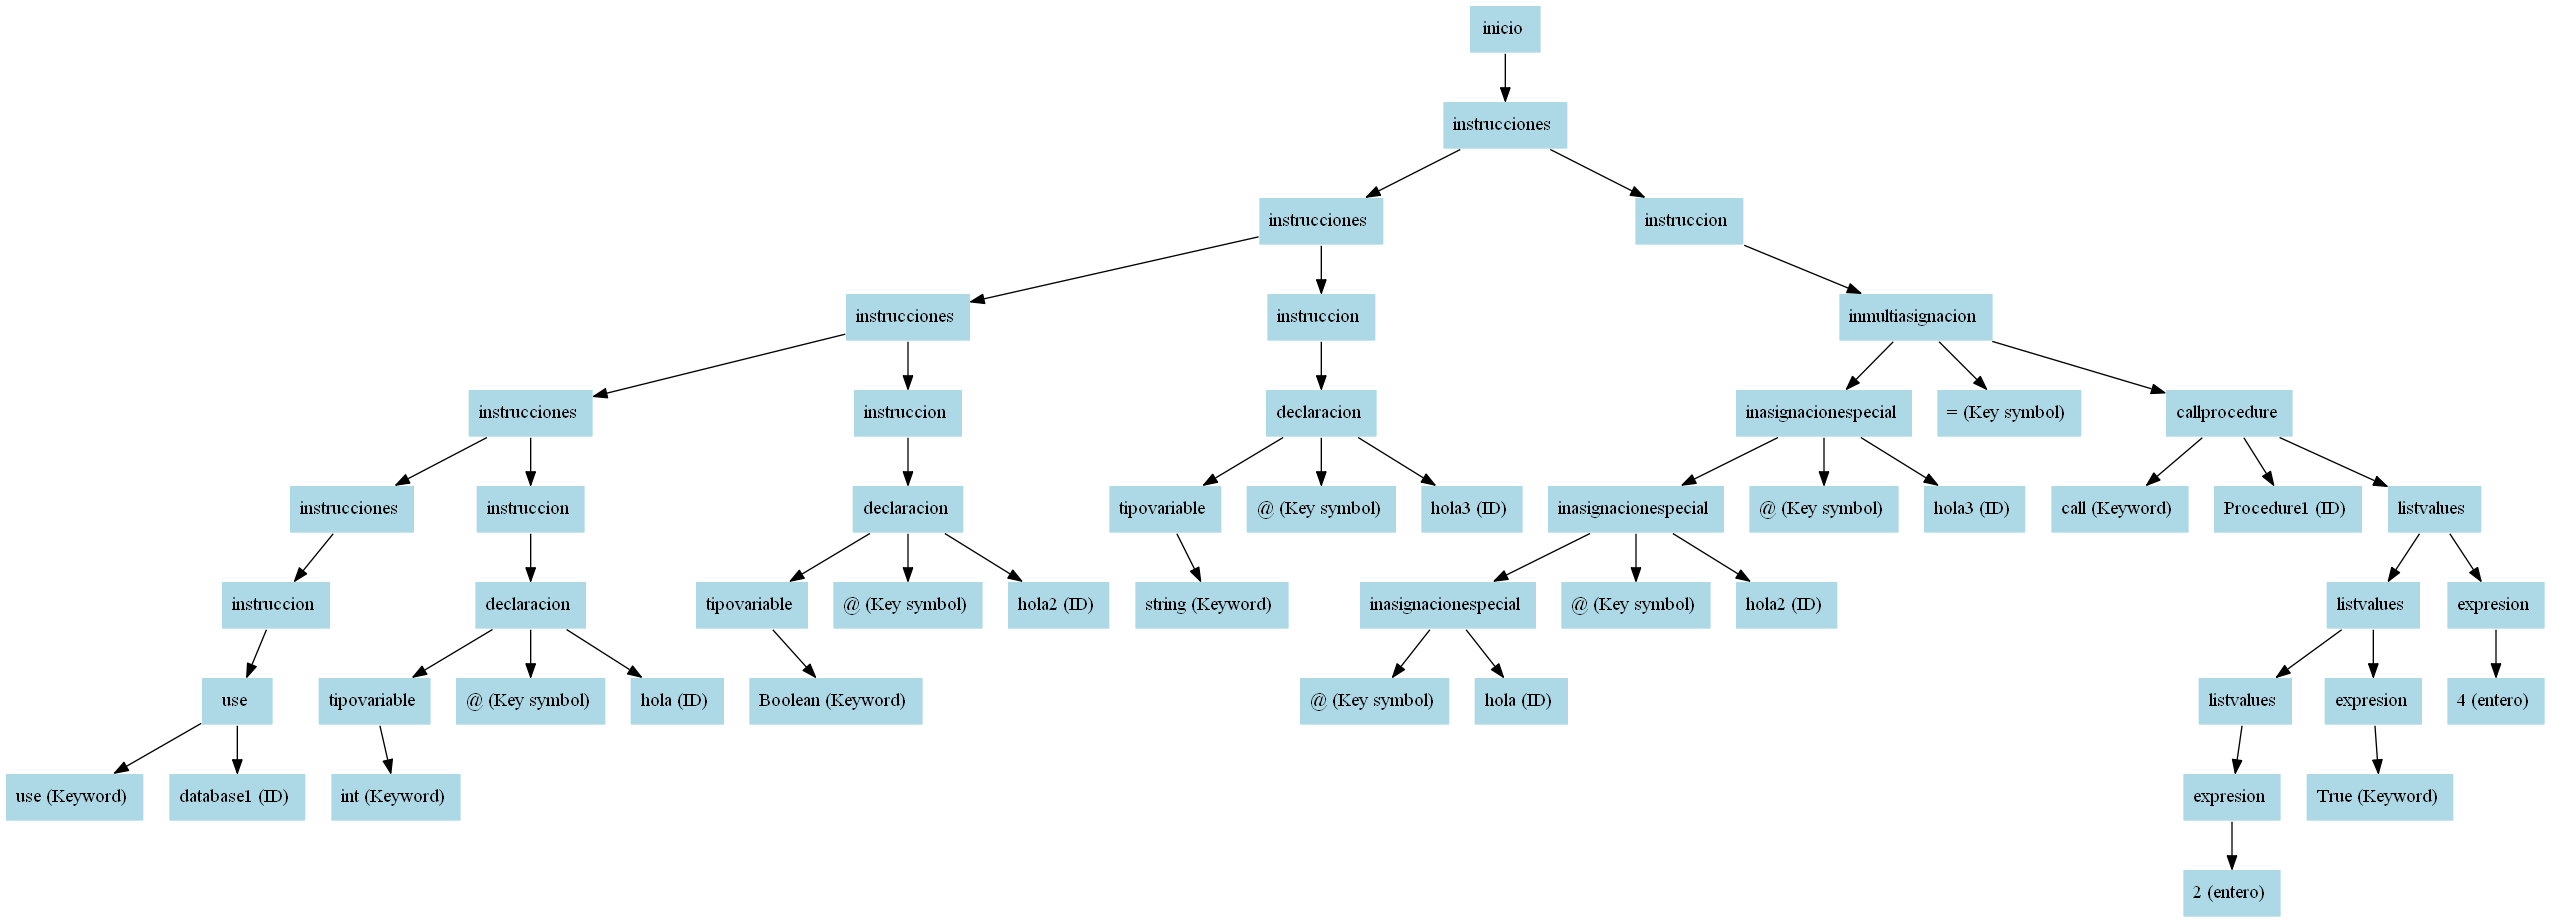 inicio
instrucciones
instrucciones
instruccion
instrucciones
instruccion
inmultiasignacion
instrucciones
instruccion
declaracion
inasignacionespecial
= (Key symbol)
callprocedure
instrucciones
instruccion
declaracion
tipovariable
@ (Key symbol)
hola3 (ID)
inasignacionespecial
@ (Key symbol)
hola3 (ID)
call (Keyword)
Procedure1 (ID)
listvalues
instruccion
declaracion
tipovariable
@ (Key symbol)
hola2 (ID)
string (Keyword)
inasignacionespecial
@ (Key symbol)
hola2 (ID)
listvalues
expresion
use
tipovariable
@ (Key symbol)
hola (ID)
Boolean (Keyword)
@ (Key symbol)
hola (ID)
listvalues
expresion
4 (entero)
use (Keyword)
database1 (ID)
int (Keyword)
expresion
True (Keyword)
2 (entero)